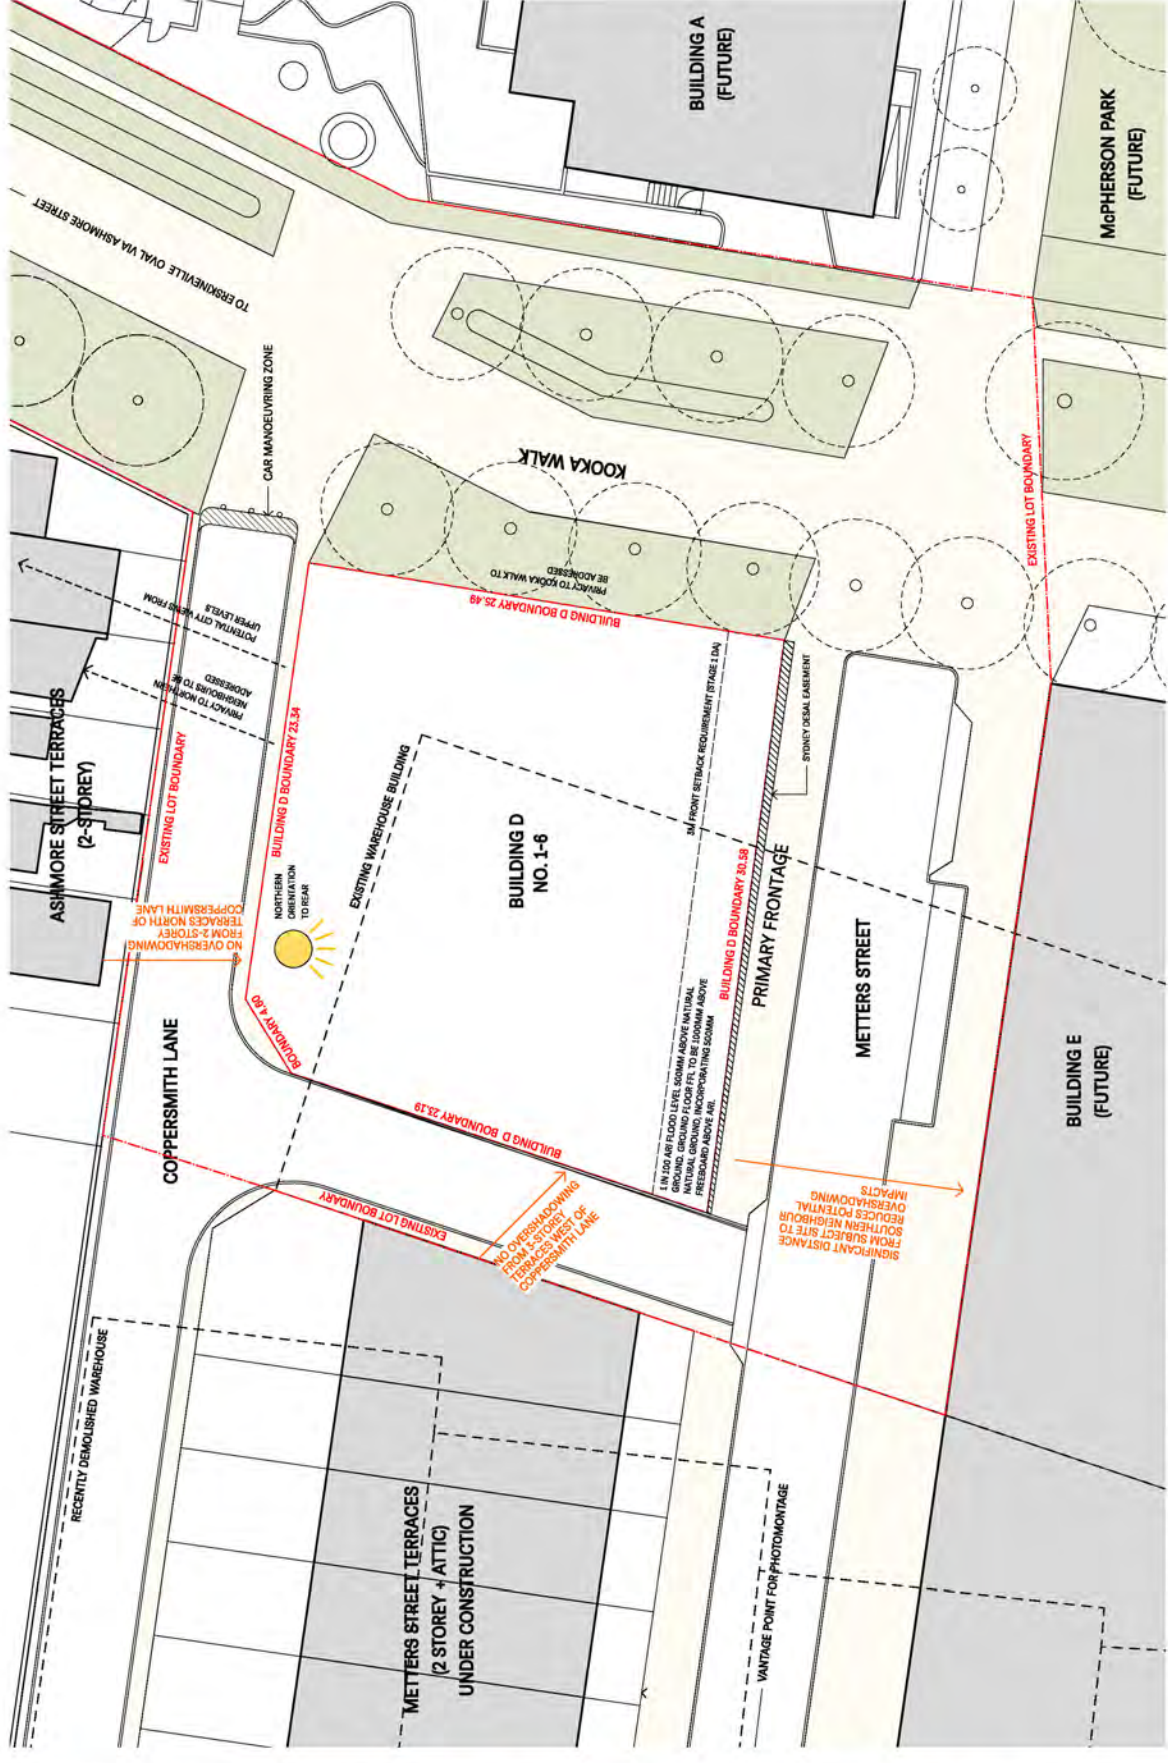 BUILDING A
(FUTURE)
McPHERSON PARK
(FUTURE)
TO ERSKINEVILLE OVAL VIA ASHMORE STREET
CAR MANOEUVRING ZONE
KOOKA WALK
EXISTING LOT BOUNDARY
PRIVACY TO KOOKA WALK TO
BE ADDRESSED
BUILDING D BOUNDARY 25.49
POTENTIAL CITY VIEWS FROM
UPPER LEVELS
PRIVACY TO NORTHERN
NEIGHBOURS TO BE
ADDRESSED
ASHMORE STREET TERRACES
(2-STOREY)
EXISTING LOT BOUNDARY
BUILDING D BOUNDARY 23.34
EXISTING WAREHOUSE BUILDING
3M FRONT SETBACK REQUIREMENT (STAGE 1 DA)
SYDNEY DESAL EASEMENT
NORTHERN
ORIENTATION
TO REAR
BUILDING D
NO. 1-6
NO OVERSHADOWING
FROM 2-STOREY
TERRACES NORTH OF
COPPERSMITH LANE
BUILDING D BOUNDARY 30.58
PRIMARY FRONTAGE
METTERS STREET
BOUNDARY 4.60
COPPERSMITH LANE
BUILDING D BOUNDARY 23.19
1 IN 100 ARI FLOOD LEVEL 500MM ABOVE NATURAL
GROUND. GROUND FLOOR FFL TO BE 1000MM ABOVE
NATURAL GROUND, INCORPORATING 500MM
FREEBOARD ABOVE ARI.
BUILDING E
(FUTURE)
EXISTING LOT BOUNDARY
NO OVERSHADOWING
FROM 3-STOREY
TERRACES WEST OF
COPPERSMITH LANE
SIGNIFICANT DISTANCE
FROM SUBJECT SITE TO
SOUTHERN NEIGHBOUR
REDUCES POTENTIAL
OVERSHADOWING
IMPACTS
RECENTLY DEMOLISHED WAREHOUSE
METTERS STREET TERRACES
(2 STOREY + ATTIC)
UNDER CONSTRUCTION
VANTAGE POINT FOR PHOTOMONTAGE